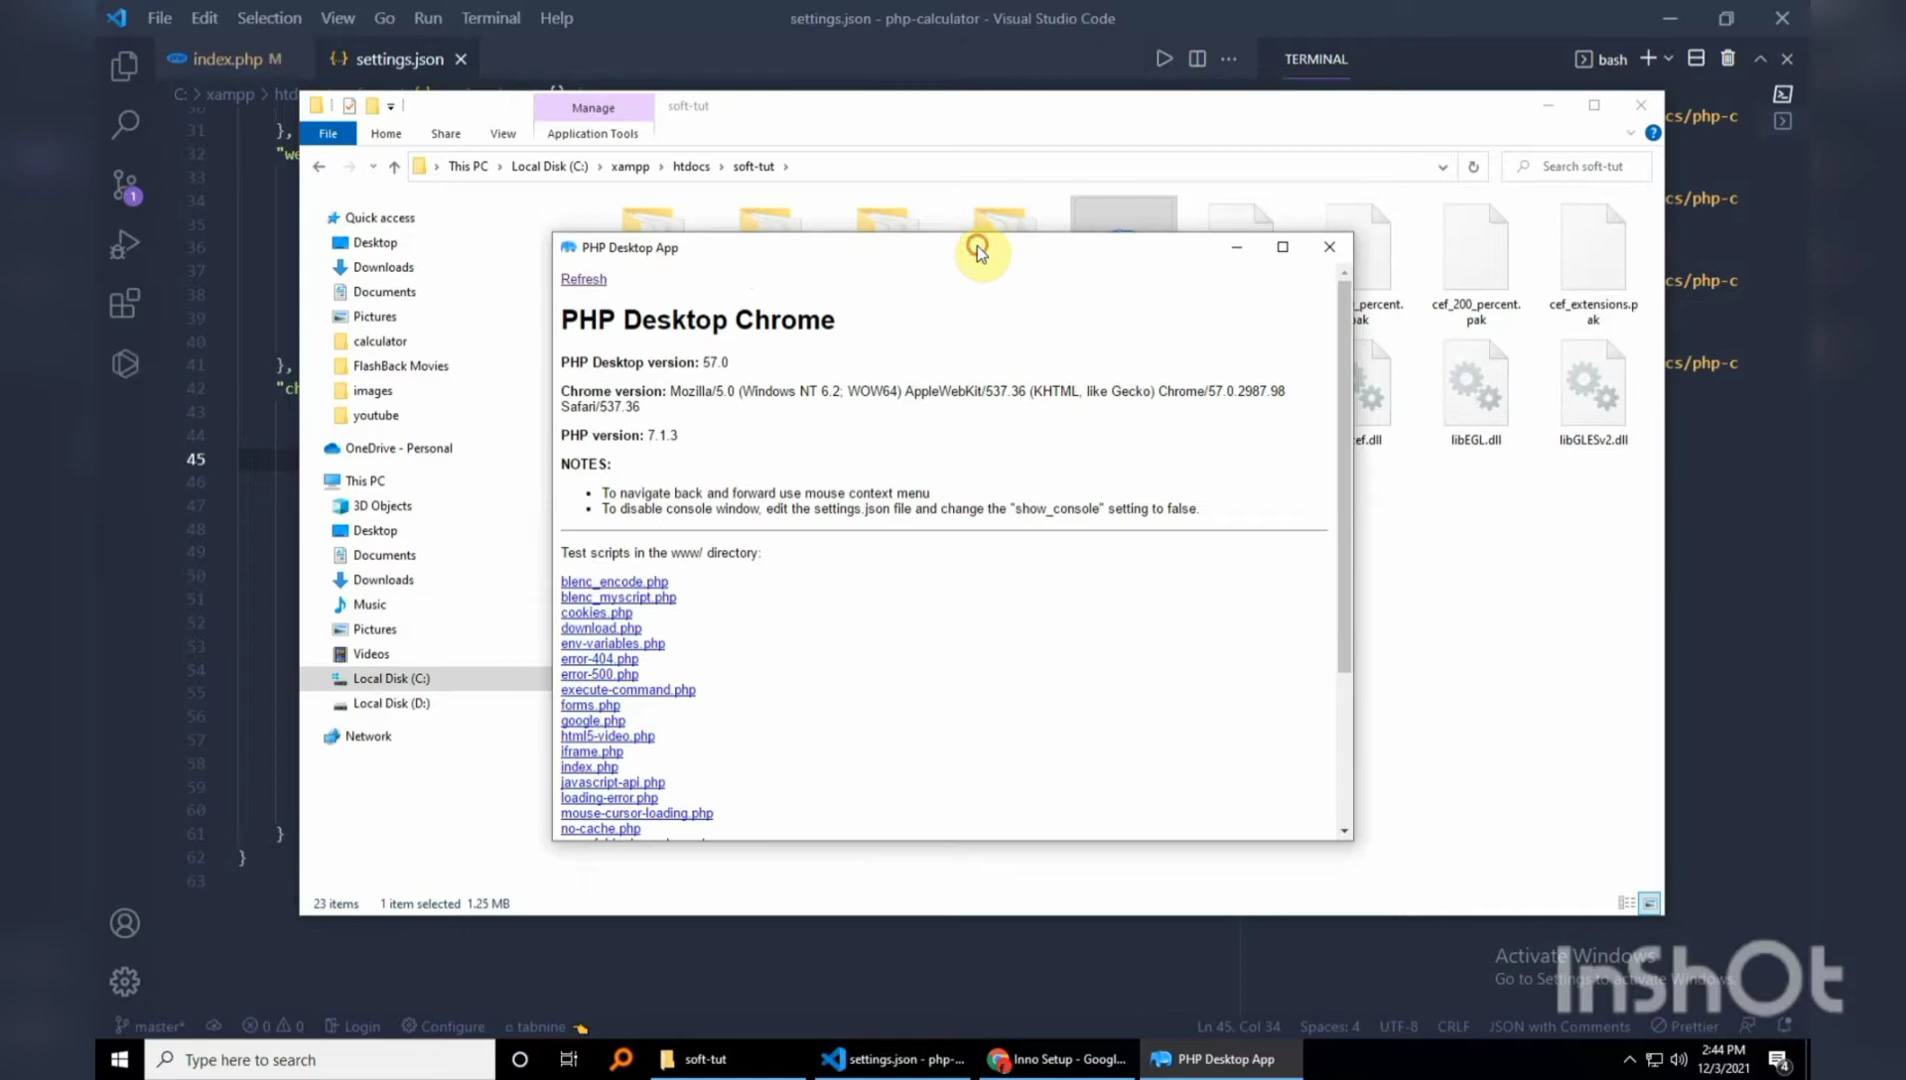 File Edit Selection View Go Run Terminal Help
settings.json - php-calculator - Visual Studio Code
index.php M
settings.json
TERMINAL
bash
C: > xampp >
cs/php-c
cs/php-c
cs/php-c
cs/php-c
31 },
32 "we
33
34
35
36
37
38
39
40
41 },
42 "ch
43
44
45
46
47
48
49
50
51
52
53
54
55
56
57
58
59
60
61 }
62 }
63
1
Manage
soft-tut
File Home Share View Application Tools
This PC > Local Disk (C:) > xampp > htdocs > soft-tut >
Search soft-tut
Quick access
Desktop
Downloads
Documents
Pictures
calculator
FlashBack Movies
images
youtube
OneDrive - Personal
This PC
3D Objects
Desktop
Documents
Downloads
Music
Pictures
Videos
Local Disk (C:)
Local Disk (D:)
Network
_percent.
pak
cef_200_percent.
pak
cef_extensions.p
ak
ef.dll
libEGL.dll
libGLESv2.dll
23 items 1 item selected 1.25 MB
PHP Desktop App
Refresh
PHP Desktop Chrome
PHP Desktop version: 57.0
Chrome version: Mozilla/5.0 (Windows NT 6.2; WOW64) AppleWebKit/537.36 (KHTML, like Gecko) Chrome/57.0.2987.98
Safari/537.36
PHP version: 7.1.3
NOTES:
• To navigate back and forward use mouse context menu
• To disable console window, edit the settings.json file and change the "show_console" setting to false.
Test scripts in the www/ directory:
blenc_encode.php
blenc_myscript.php
cookies.php
download.php
env-variables.php
error-404.php
error-500.php
execute-command.php
forms.php
google.php
html5-video.php
iframe.php
index.php
javascript-api.php
loading-error.php
mouse-cursor-loading.php
no-cache.php
Activate Windows
Go to Settings to activate Windows.
InShOt
master* 0 0 Login Configure tabnine
Ln 45, Col 34 Spaces: 4 UTF-8 CRLF JSON with Comments Prettier
Type here to search
soft-tut
settings.json - php-...
Inno Setup - Googl...
PHP Desktop App
2:44 PM
12/3/2021
4